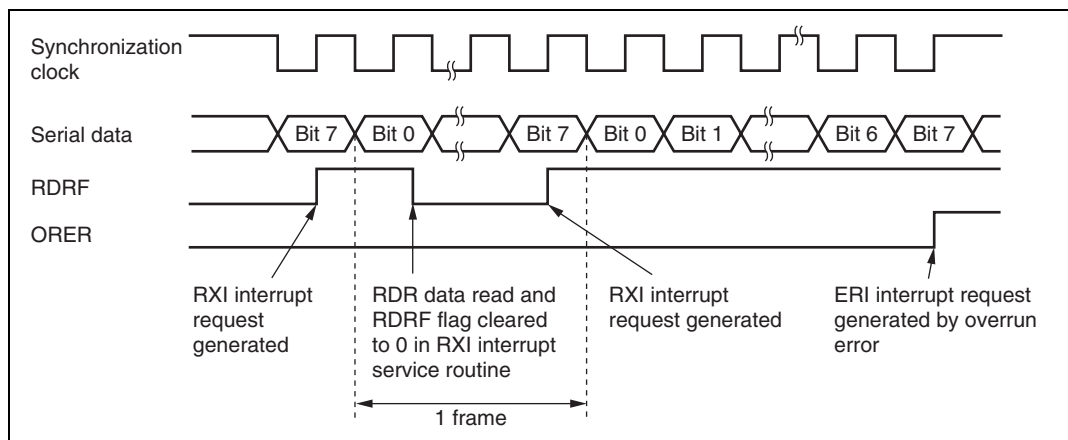 Synchronization
clock
Serial data
Bit 7
Bit 0
Bit 7
Bit 0
Bit 1
Bit 6
Bit 7
RDRF
ORER
RXI interrupt
request
generated
RDR data read and
RDRF flag cleared
to 0 in RXI interrupt
service routine
RXI interrupt
request generated
ERI interrupt request
generated by overrun
error
1 frame